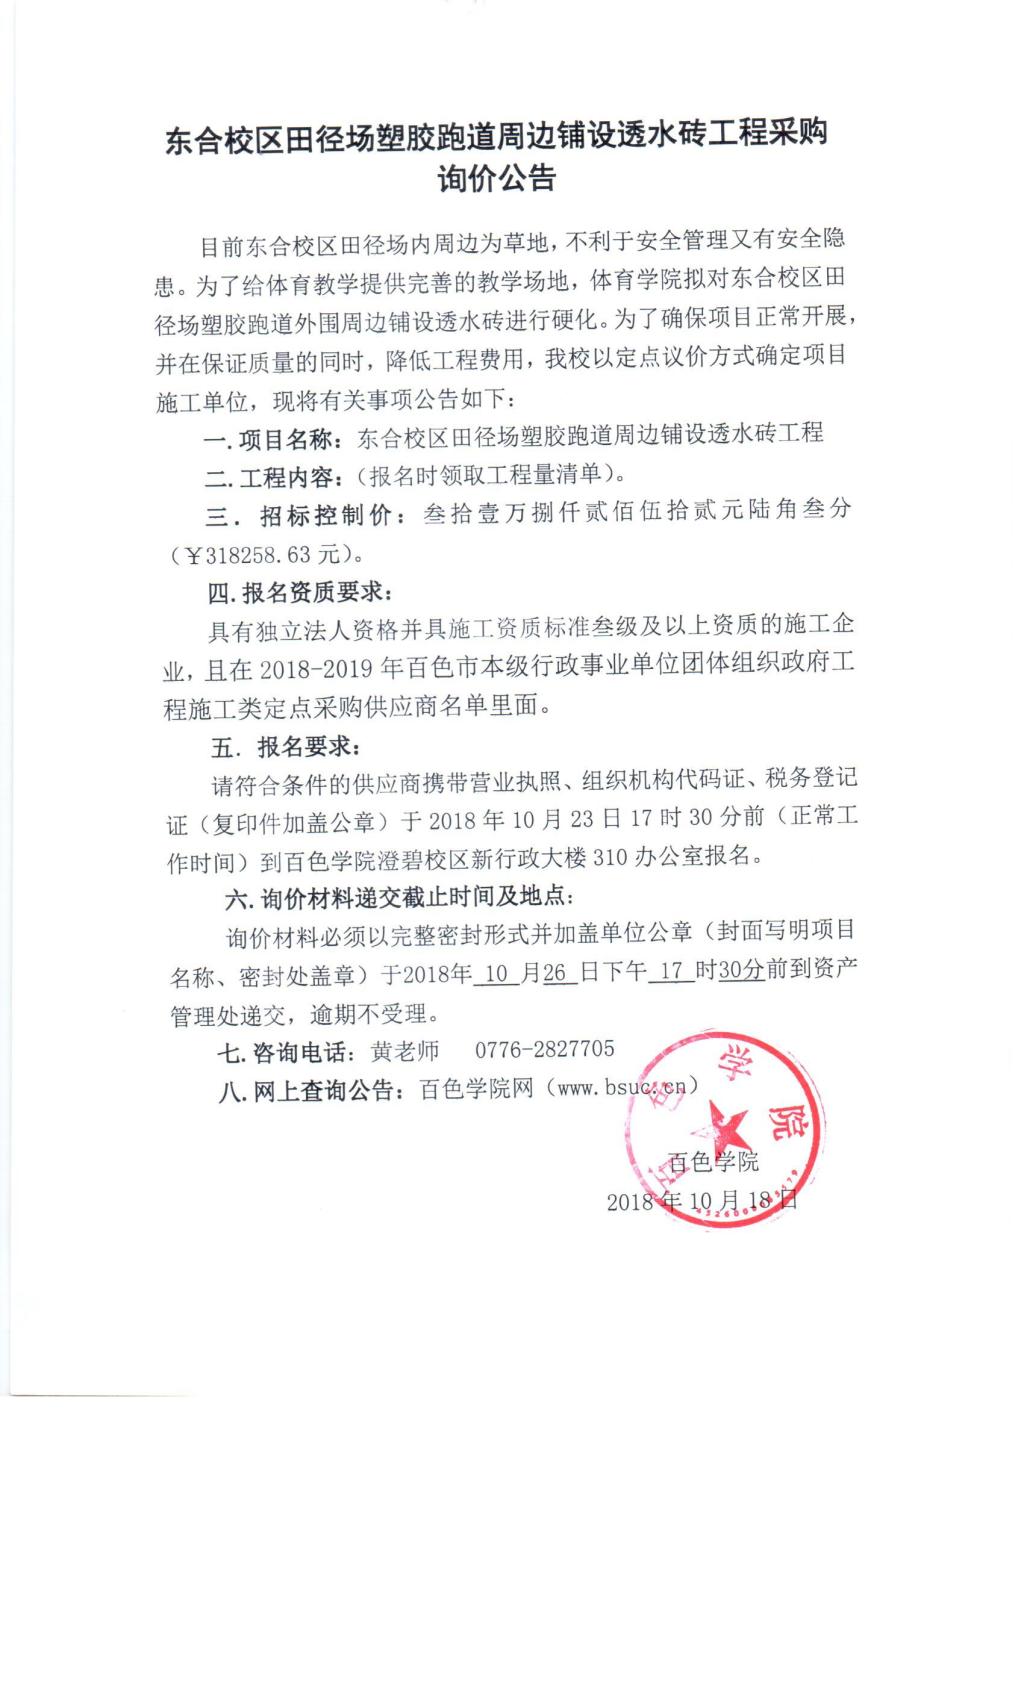 东合校区田径场塑胶跑道周边铺设透水砖工程采购
询价公告
目前东合校区田径场内周边为草地，不利于安全管理又有安全隐
患。为了给体育教学提供完善的教学场地，体育学院拟对东合校区田
径场塑胶跑道外围周边铺设透水砖进行硬化。为了确保项目正常开展，
并在保证质量的同时，降低工程费用，我校以定点议价方式确定项目
施工单位，现将有关事项公告如下：
一.项目名称：东合校区田径场塑胶跑道周边铺设透水砖工程
二.工程内容：（报名时领取工程量清单）。
三．招标控制价：叁拾壹万捌仟贰佰伍拾贰元陆角叁分
（￥318258.63 元）。
四.报名资质要求：
具有独立法人资格并具施工资质标准叁级及以上资质的施工企
业，且在 2018-2019 年百色市本级行政事业单位团体组织政府工
程施工类定点采购供应商名单里面。
五．报名要求：
请符合条件的供应商携带营业执照、组织机构代码证、税务登记
证（复印件加盖公章）于 2018 年 10 月 23 日 17 时 30 分前（正常工
作时间）到百色学院澄碧校区新行政大楼 310 办公室报名。
六.询价材料递交截止时间及地点：
询价材料必须以完整密封形式并加盖单位公章（封面写明项目
名称、密封处盖章）于2018年 10 月26 日下午 17 时30分前到资产
管理处递交，逾期不受理。
七.咨询电话：黄老师 0776-2827705
八.网上查询公告：百色学院网（www.bsuc.cn）
百色学院
百色学院
2018 年 10 月 18 日